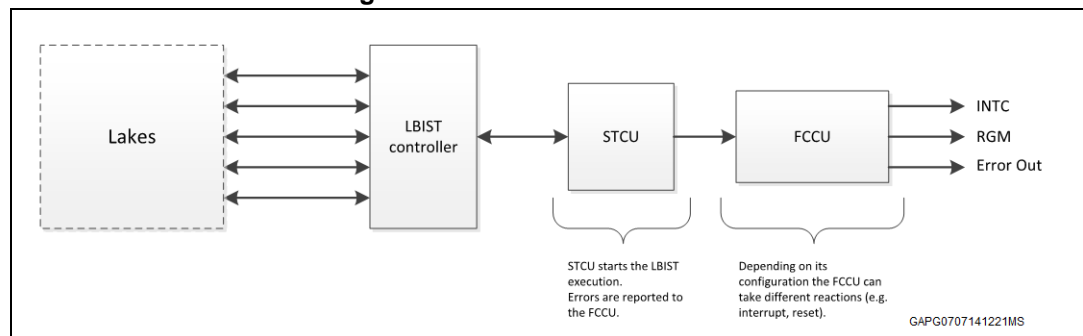 Lakes
LBIST
controller
STCU
FCCU
INTC
RGM
Error Out
STCU starts the LBIST
execution.
Errors are reported to
the FCCU.
Depending on its
configuration the FCCU can
take different reactions (e.g.
interrupt, reset).
GAPG0707141221MS